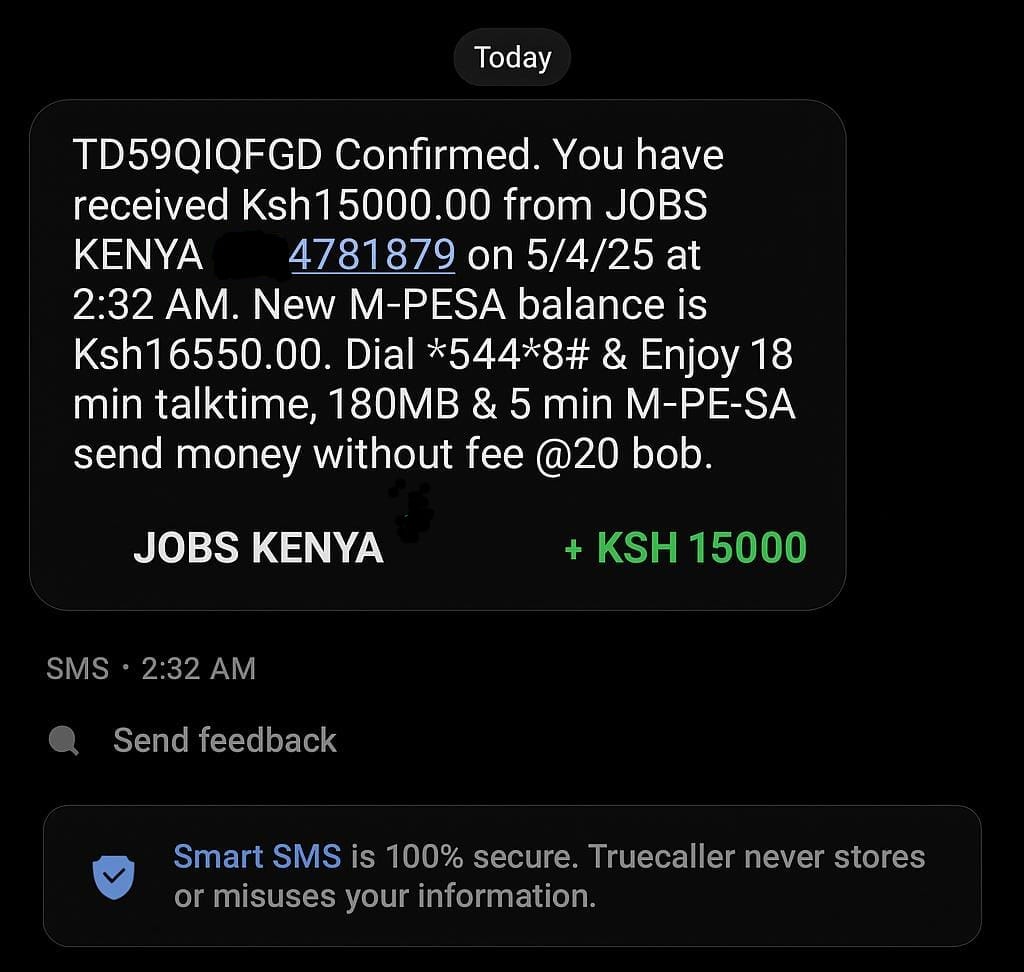 Today
TD59QIQFGD Confirmed. You have
received Ksh15000.00 from JOBS
KENYA 4781879 on 5/4/25 at
2:32 AM. New M-PESA balance is
Ksh16550.00. Dial *544*8# & Enjoy 18
min talktime, 180MB & 5 min M-PE-SA
send money without fee @20 bob.
JOBS KENYA + KSH 15000
SMS • 2:32 AM
Send feedback
Smart SMS is 100% secure. Truecaller never stores
or misuses your information.